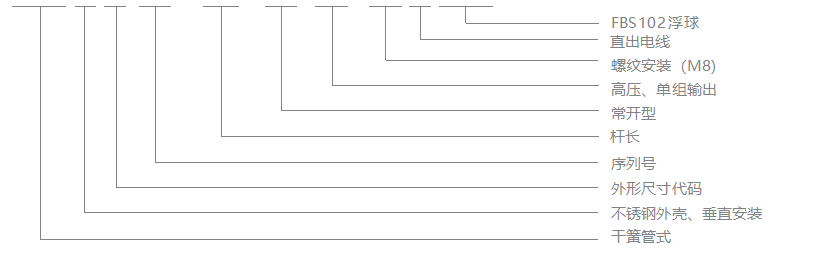 FBS102浮球
直出电线
螺纹安装（M8）
高压、单组输出
常开型
杆长
序列号
外形尺寸代码
不锈钢外壳、垂直安装
干簧管式